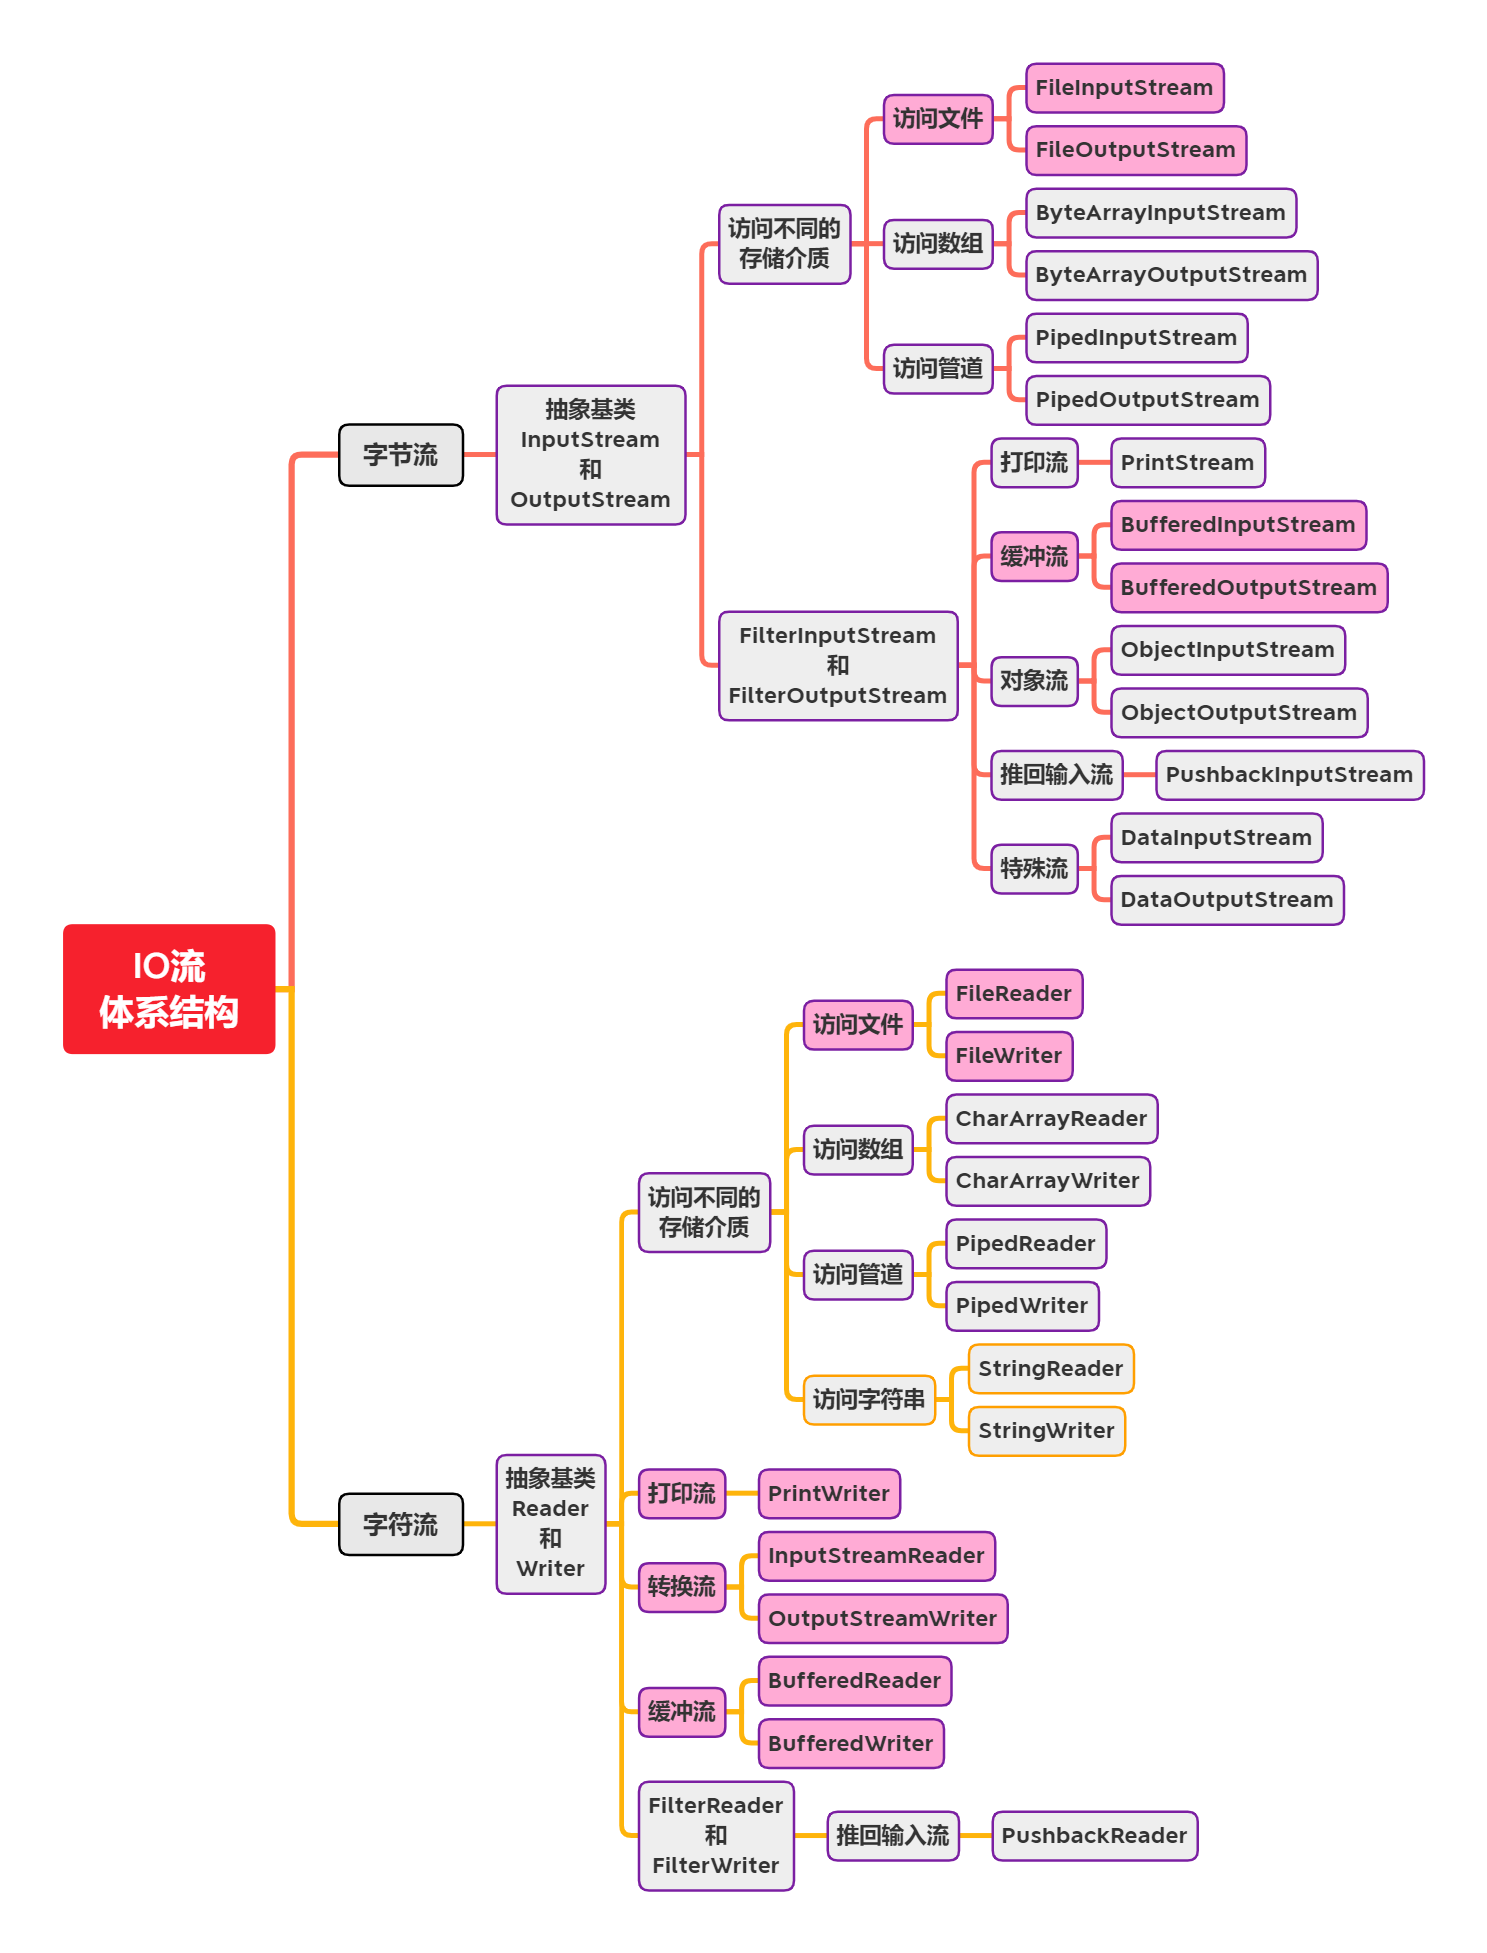 IO流
体系结构
字节流
抽象基类
InputStream
和
OutputStream
访问不同的
存储介质
访问文件
FileInputStream
FileOutputStream
访问数组
ByteArrayInputStream
ByteArrayOutputStream
访问管道
PipedInputStream
PipedOutputStream
FilterInputStream
和
FilterOutputStream
打印流
PrintStream
缓冲流
BufferedInputStream
BufferedOutputStream
对象流
ObjectInputStream
ObjectOutputStream
推回输入流
PushbackInputStream
特殊流
DataInputStream
DataOutputStream
字符流
抽象基类
Reader
和
Writer
访问不同的
存储介质
访问文件
FileReader
FileWriter
访问数组
CharArrayReader
CharArrayWriter
访问管道
PipedReader
PipedWriter
访问字符串
StringReader
StringWriter
打印流
PrintWriter
转换流
InputStreamReader
OutputStreamWriter
缓冲流
BufferedReader
BufferedWriter
FilterReader
和
FilterWriter
推回输入流
PushbackReader